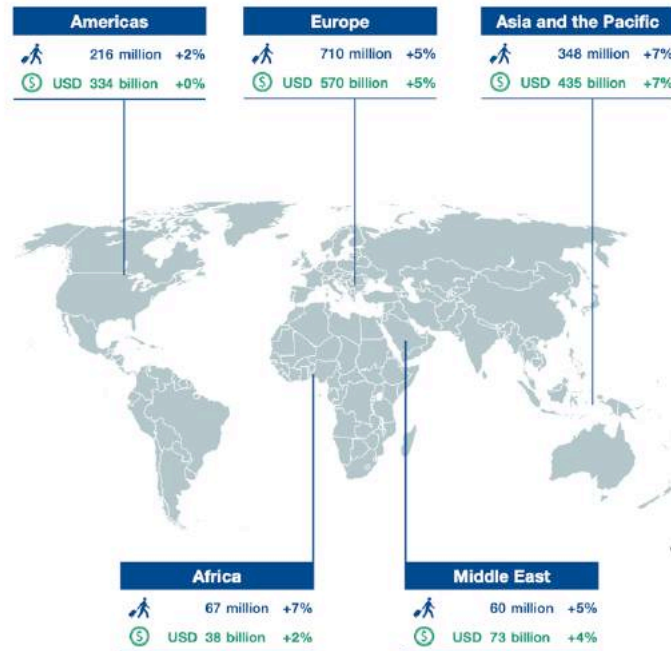 Americas
216 million +2%
USD 334 billion +0%
Europe
710 million +5%
USD 570 billion +5%
Asia and the Pacific
348 million +7%
USD 435 billion +7%
Africa
67 million +7%
USD 38 billion +2%
Middle East
60 million +5%
USD 73 billion +4%